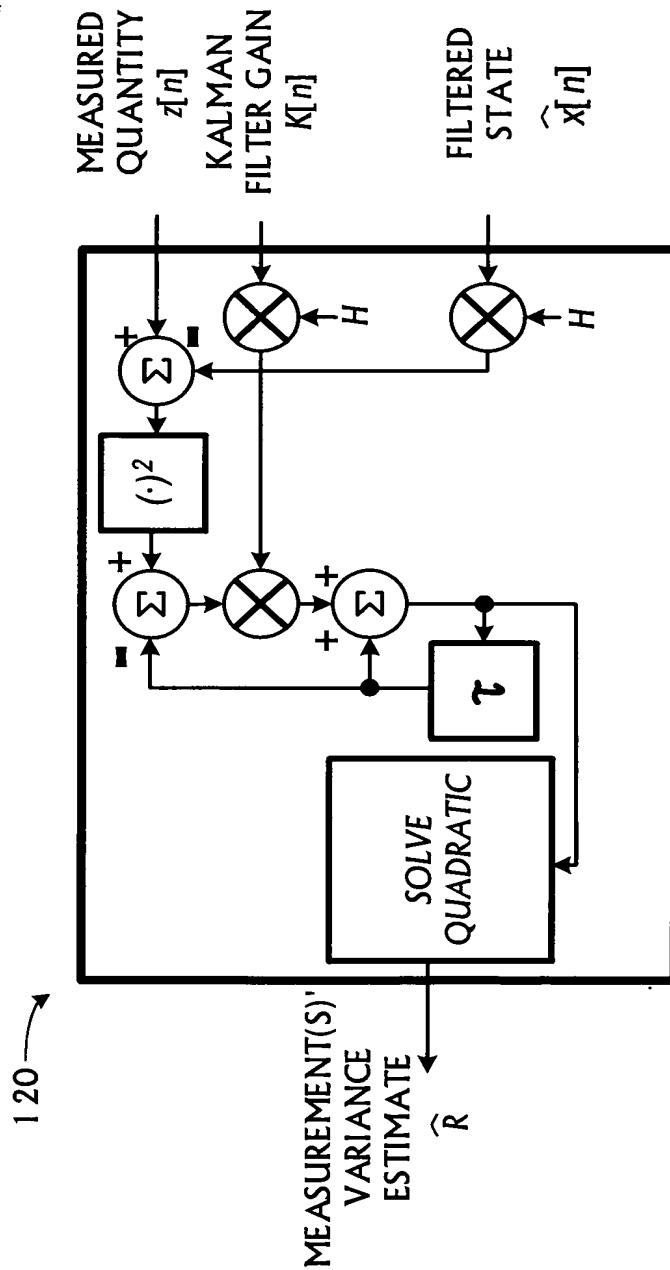 120
MEASURED
QUANTITY
z[n]
KALMAN
FILTER GAIN
K[n]
FILTERED
STATE
x̂[n]
+
−
Σ
H
H
(·)²
+
−
Σ
+
+
Σ
τ
SOLVE
QUADRATIC
MEASUREMENT(S)'
VARIANCE
ESTIMATE
R̂